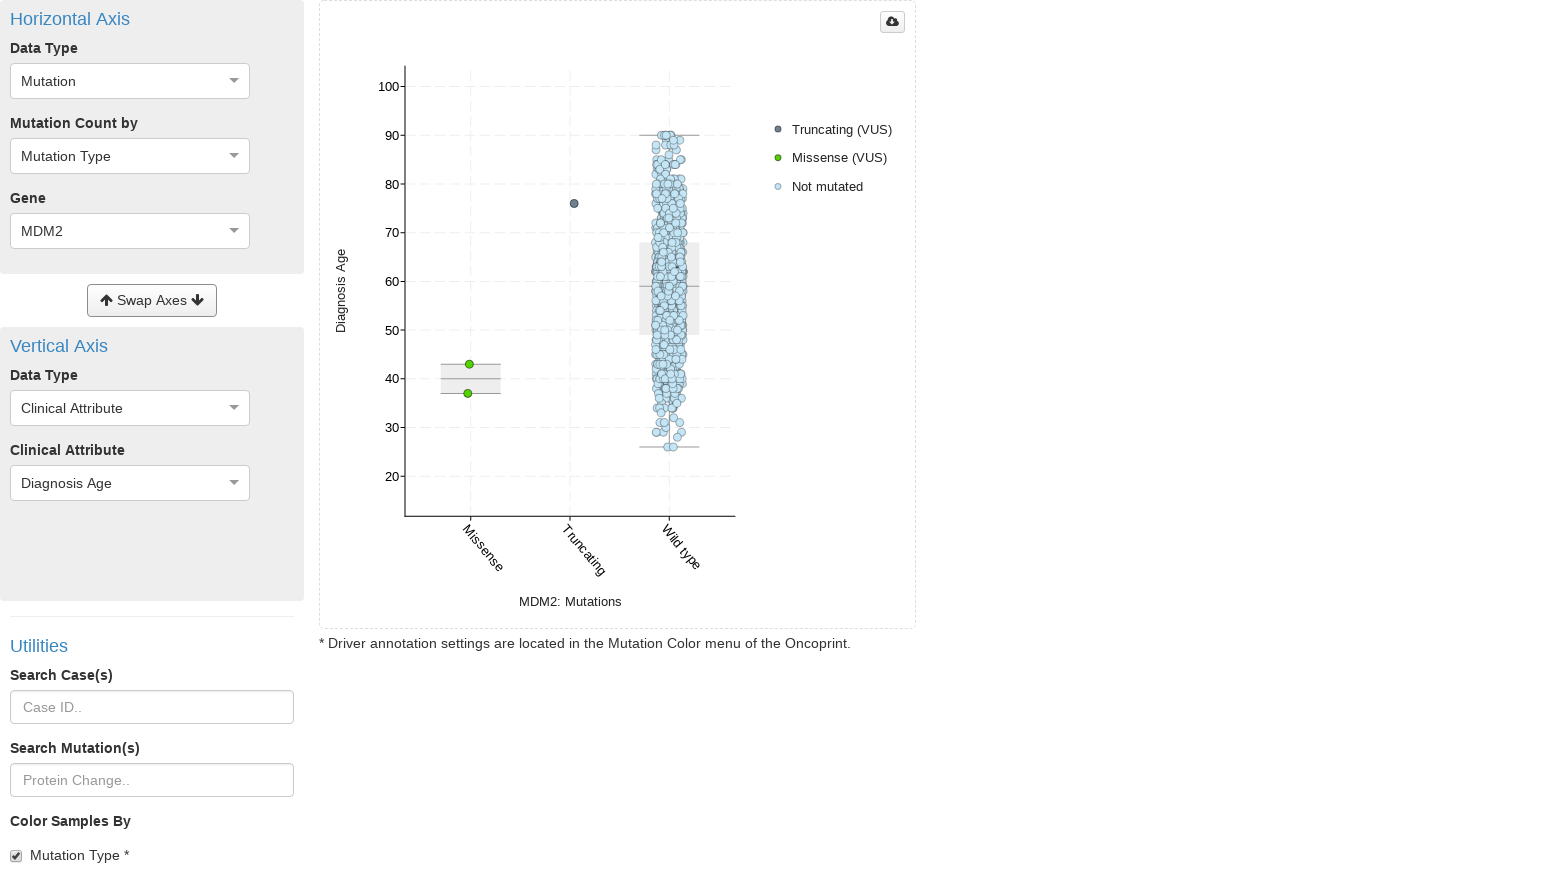 Horizontal Axis
Data Type
Mutation
Mutation Count by
Mutation Type
Gene
MDM2
Swap Axes
Vertical Axis
Data Type
Clinical Attribute
Clinical Attribute
Diagnosis Age
Utilities
Search Case(s)
Case ID..
Search Mutation(s)
Protein Change..
Color Samples By
Mutation Type *
100
90
80
70
60
50
40
30
20
Diagnosis Age
Missense
Truncating
Wild type
MDM2: Mutations
Truncating (VUS)
Missense (VUS)
Not mutated
* Driver annotation settings are located in the Mutation Color menu of the Oncoprint.